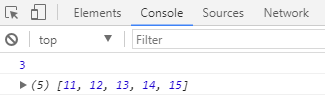 Elements Console Sources Network
top Filter
3
(5) [11, 12, 13, 14, 15]